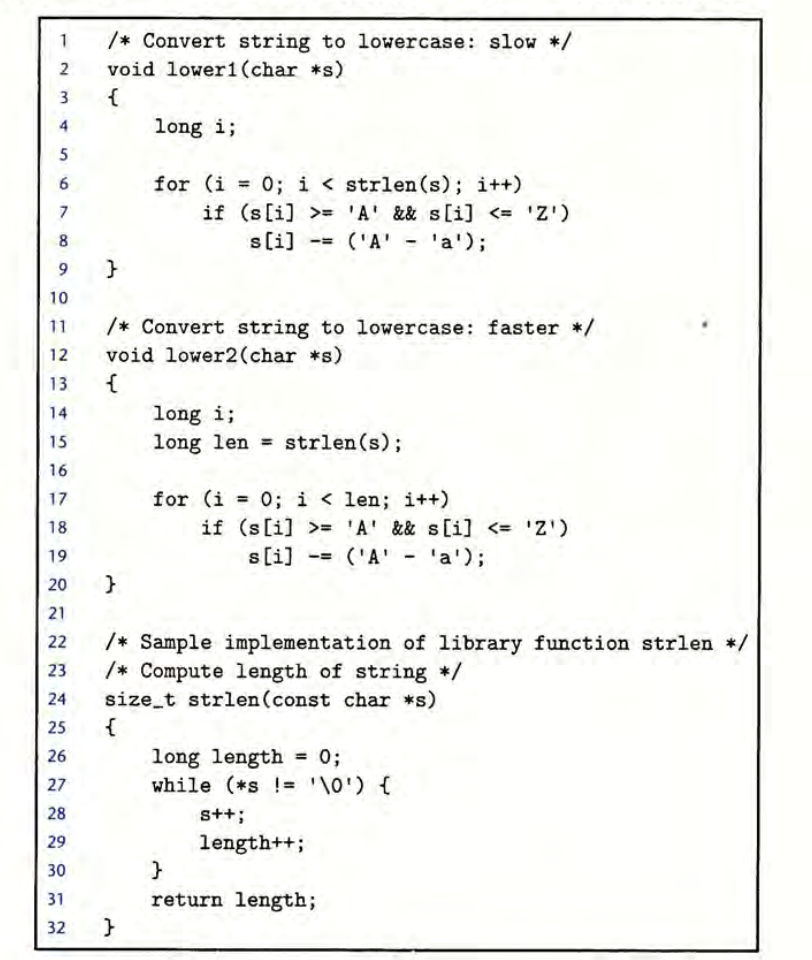 1 /* Convert string to lowercase: slow */
2 void lower1(char *s)
3 {
4     long i;
5
6     for (i = 0; i < strlen(s); i++)
7         if (s[i] >= 'A' && s[i] <= 'Z')
8             s[i] -= ('A' - 'a');
9 }
10
11 /* Convert string to lowercase: faster */
12 void lower2(char *s)
13 {
14     long i;
15     long len = strlen(s);
16
17     for (i = 0; i < len; i++)
18         if (s[i] >= 'A' && s[i] <= 'Z')
19             s[i] -= ('A' - 'a');
20 }
21
22 /* Sample implementation of library function strlen */
23 /* Compute length of string */
24 size_t strlen(const char *s)
25 {
26     long length = 0;
27     while (*s != '\0') {
28         s++;
29         length++;
30     }
31     return length;
32 }